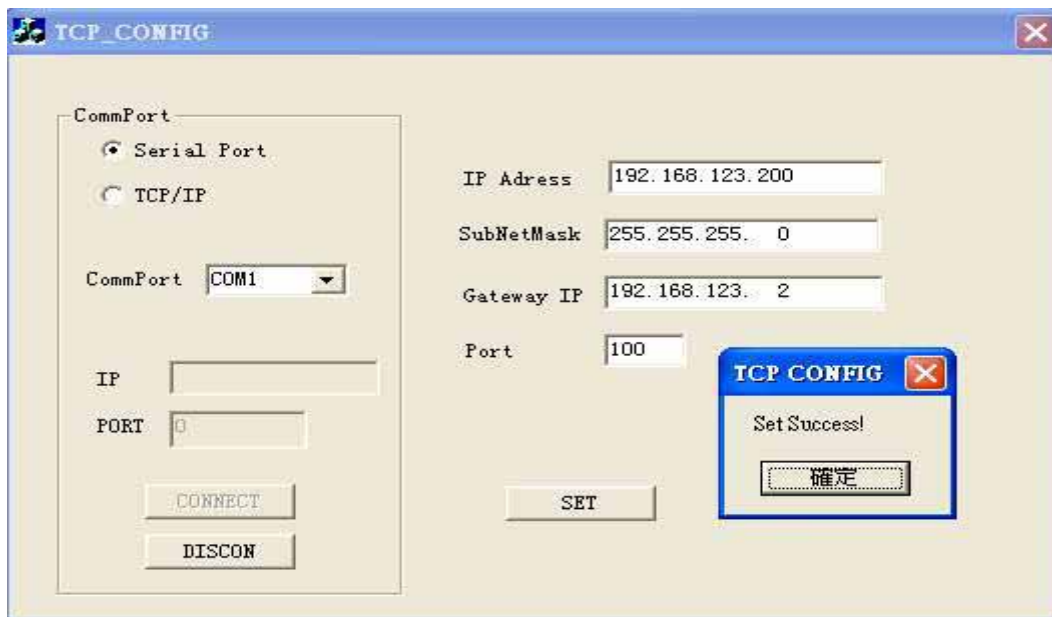 TCP_CONFIG
CommPort
Serial Port
TCP/IP
CommPort COM1
IP
PORT 0
CONNECT
DISCON
IP Adress 192.168.123.200
SubNetMask 255.255.255. 0
Gateway IP 192.168.123. 2
Port 100
SET
TCP CONFIG
Set Success!
確定